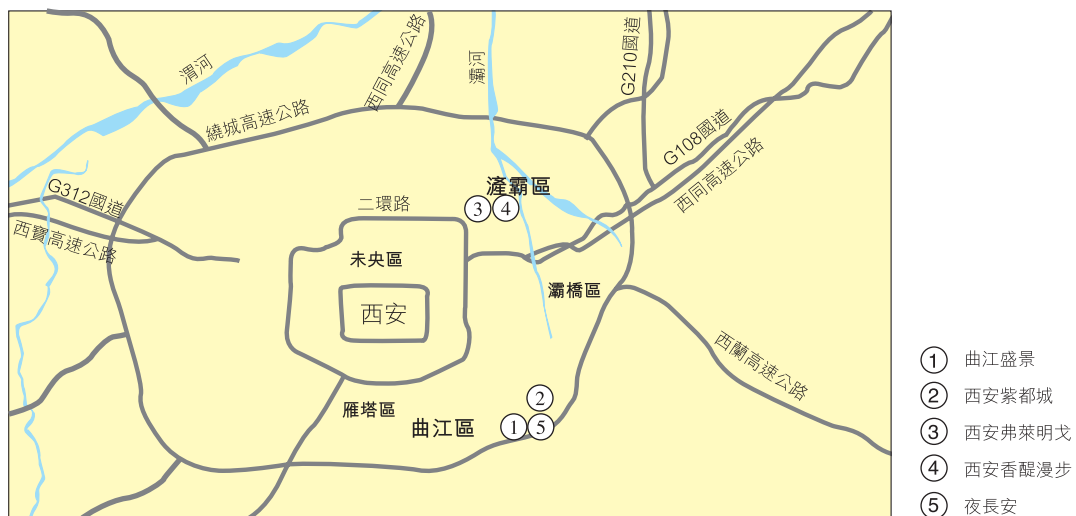 渭河
西同高速公路
灞河
G210國道
繞城高速公路
G108國道
西同高速公路
G312國道
西寶高速公路
二環路
滻霸區
③ ④
未央區
西安
灞橋區
西蘭高速公路
雁塔區
曲江區
②
① ⑤
① 曲江盛景
② 西安紫都城
③ 西安弗萊明戈
④ 西安香醍漫步
⑤ 夜長安